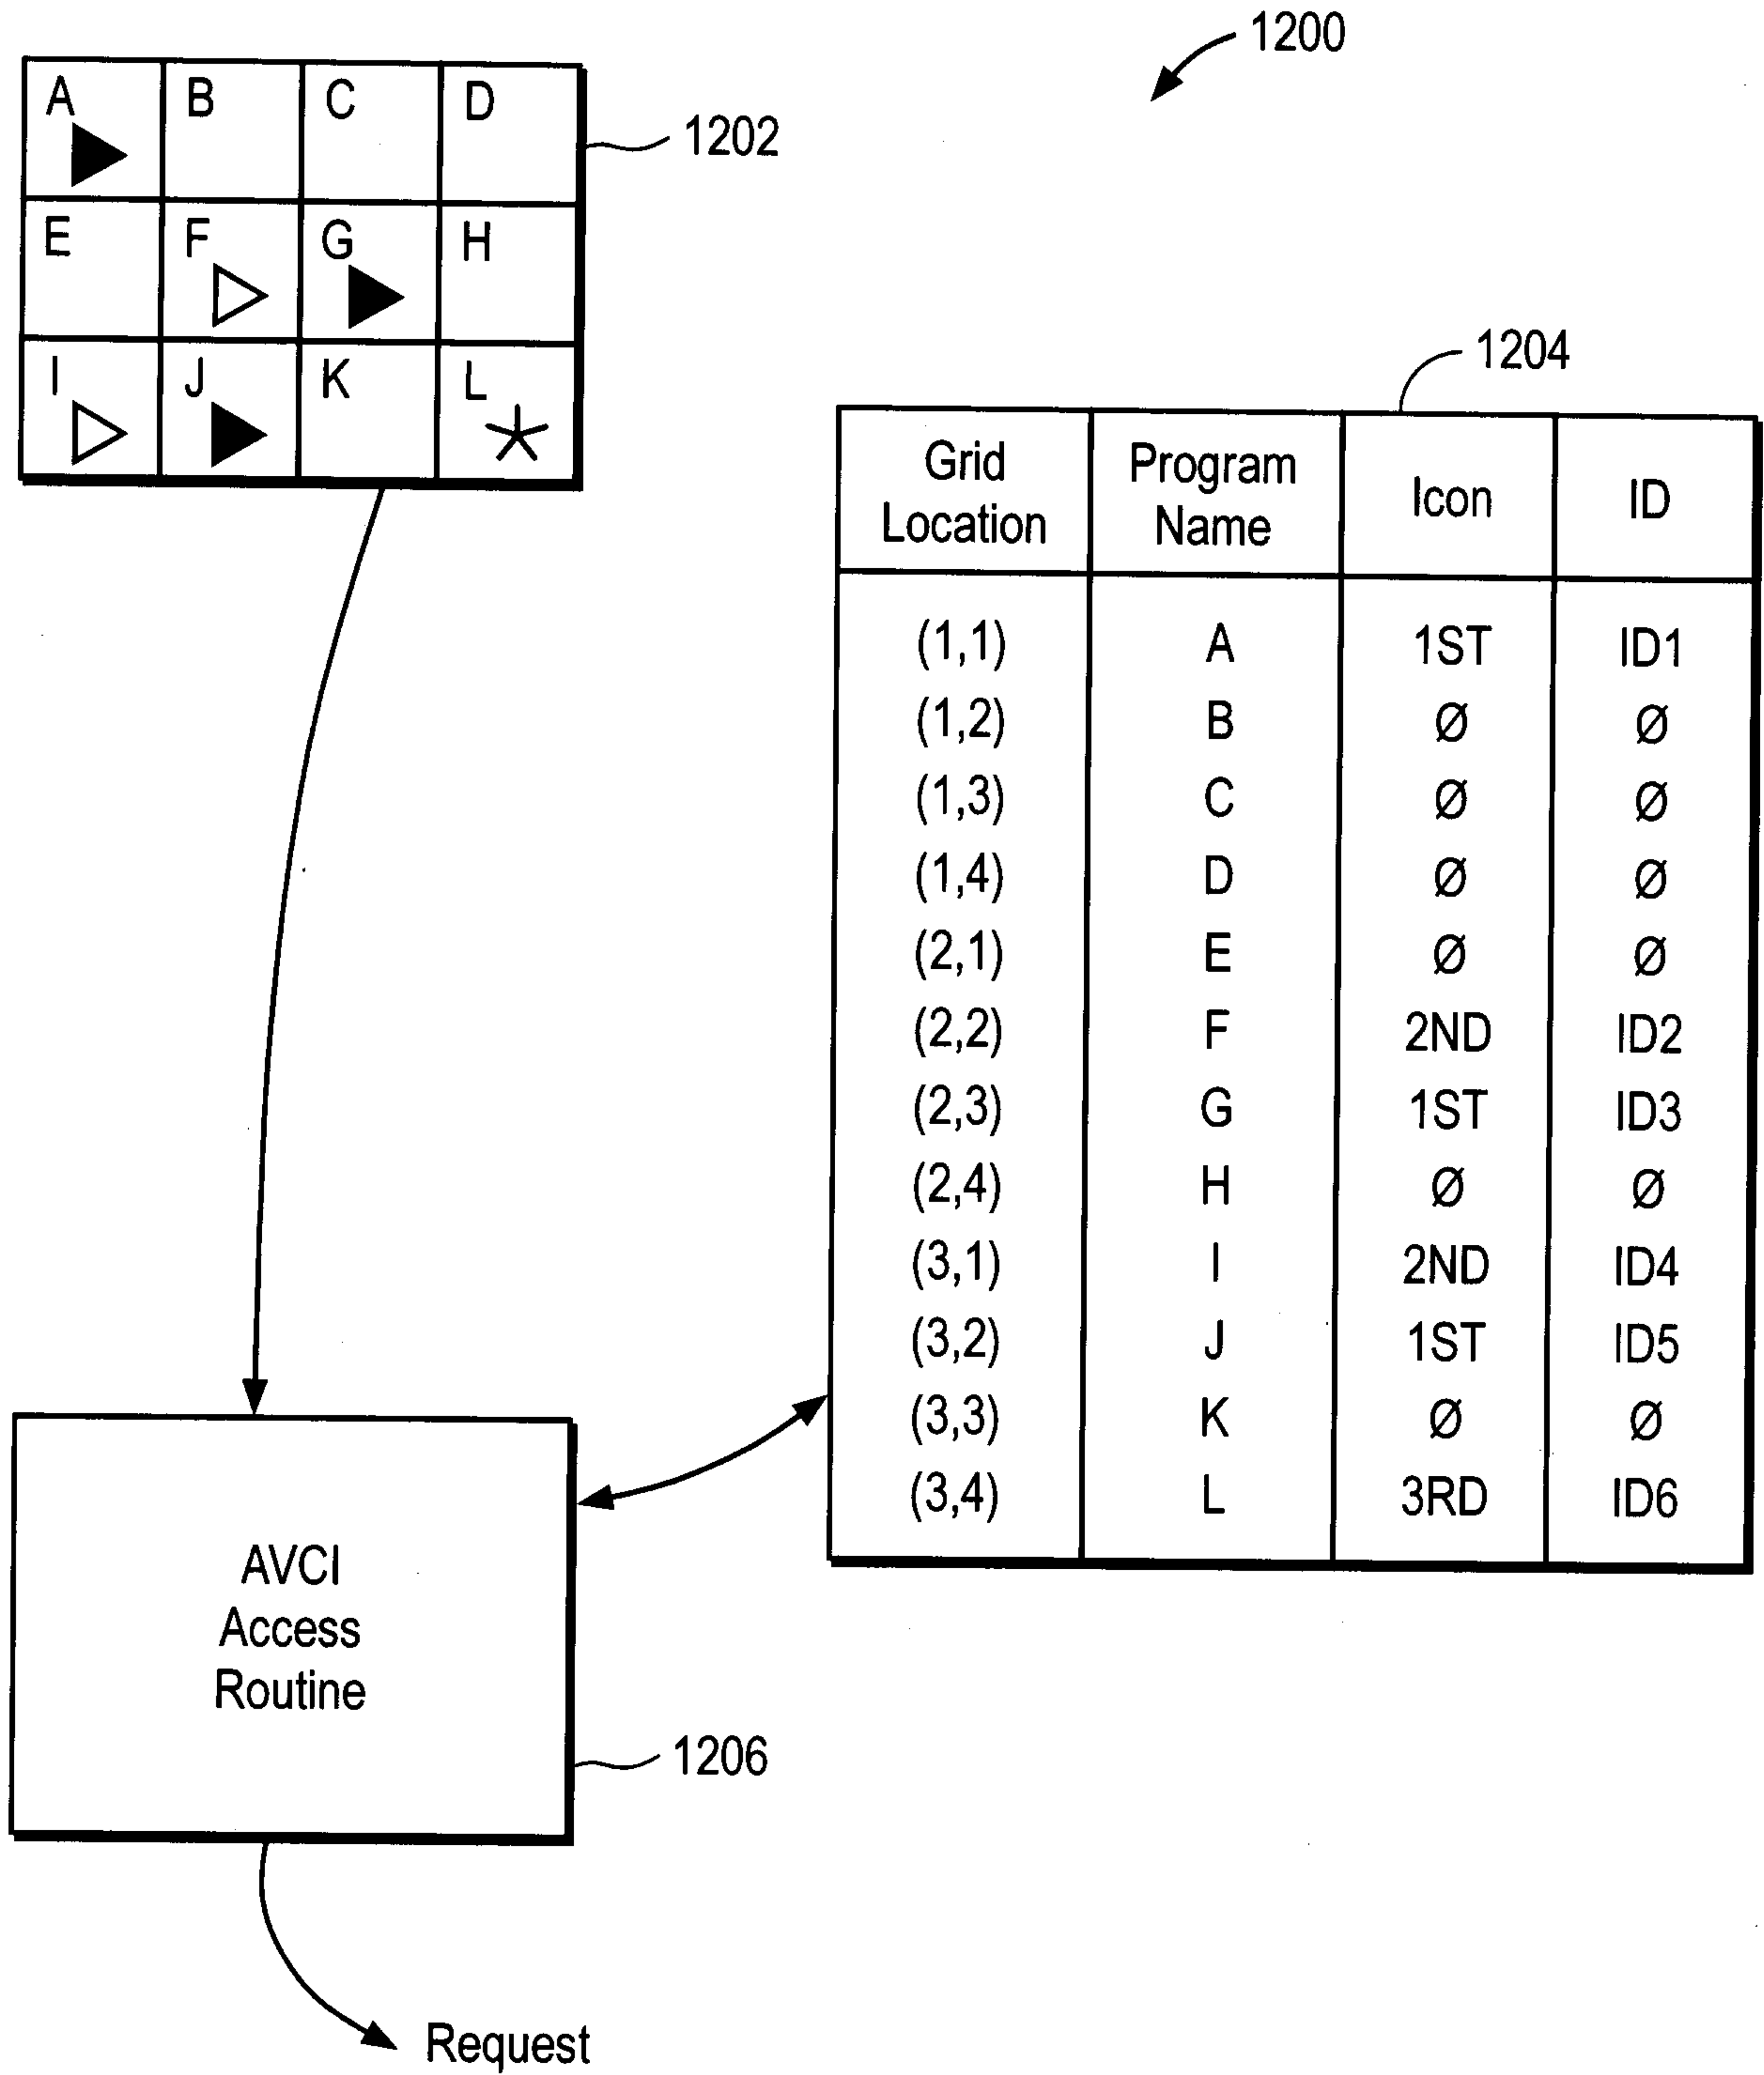 1200
A B C D
1202
E F G H
I J K L
1204
Grid Location Program Name Icon ID
(1,1) A 1ST ID1
(1,2) B Ø Ø
(1,3) C Ø Ø
(1,4) D Ø Ø
(2,1) E Ø Ø
(2,2) F 2ND ID2
(2,3) G 1ST ID3
(2,4) H Ø Ø
(3,1) I 2ND ID4
(3,2) J 1ST ID5
(3,3) K Ø Ø
(3,4) L 3RD ID6
AVCI
Access
Routine
1206
Request